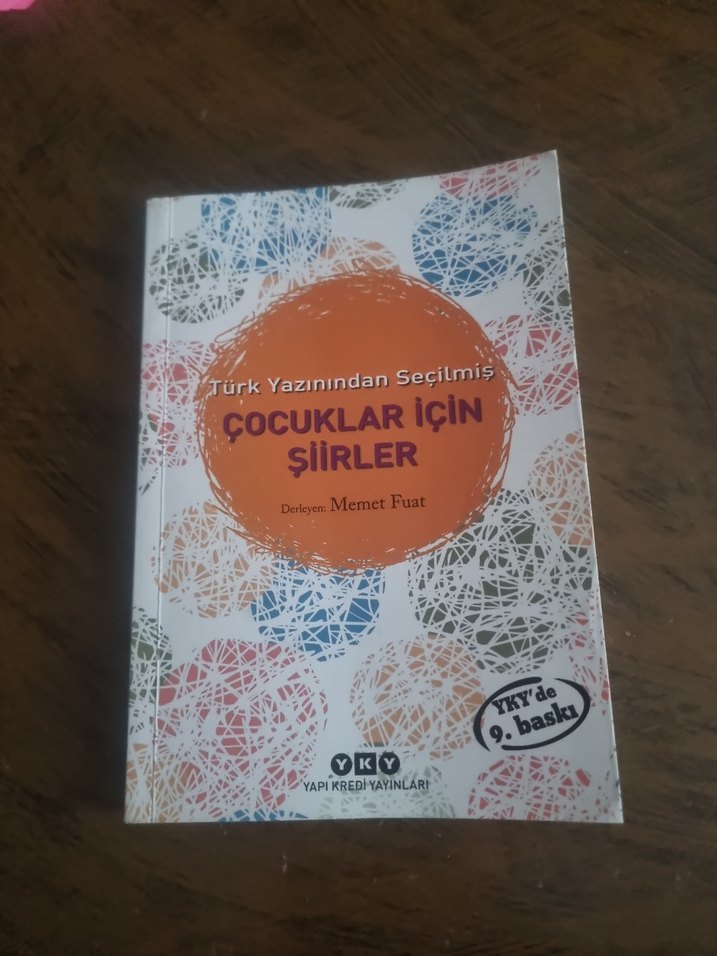 Türk Yazınından Seçilmiş
ÇOCUKLAR İÇİN
ŞİİRLER
Derleyen: Memet Fuat
YKY'de
9. baskı
YKY
YAPI KREDİ YAYINLARI